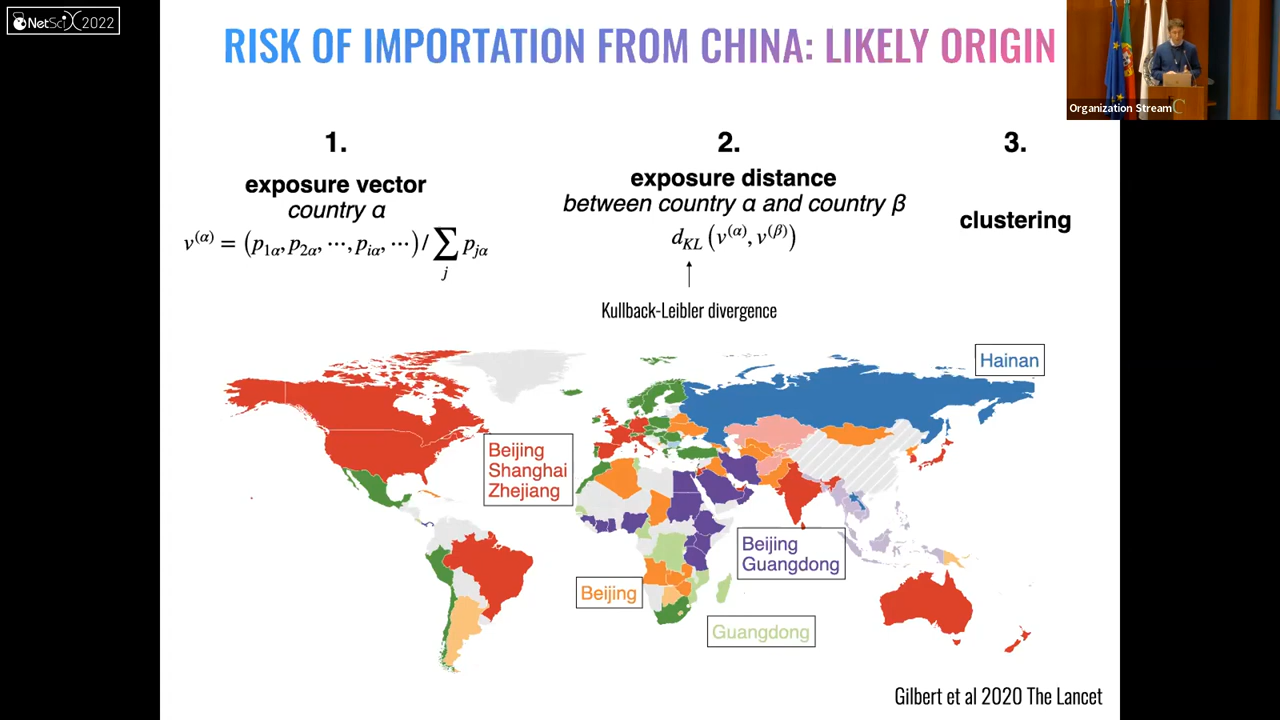 NetSciX 2022
RISK OF IMPORTATION FROM CHINA: LIKELY ORIGIN
Organization Stream
1.
exposure vector
country α
v^(α) = (p_1α, p_2α, ⋯, p_iα, ⋯) / ∑_j p_jα
2.
exposure distance
between country α and country β
d_KL (v^(α), v^(β))
Kullback-Leibler divergence
3.
clustering
Hainan
Beijing
Shanghai
Zhejiang
Beijing
Guangdong
Beijing
Guangdong
Gilbert et al 2020 The Lancet